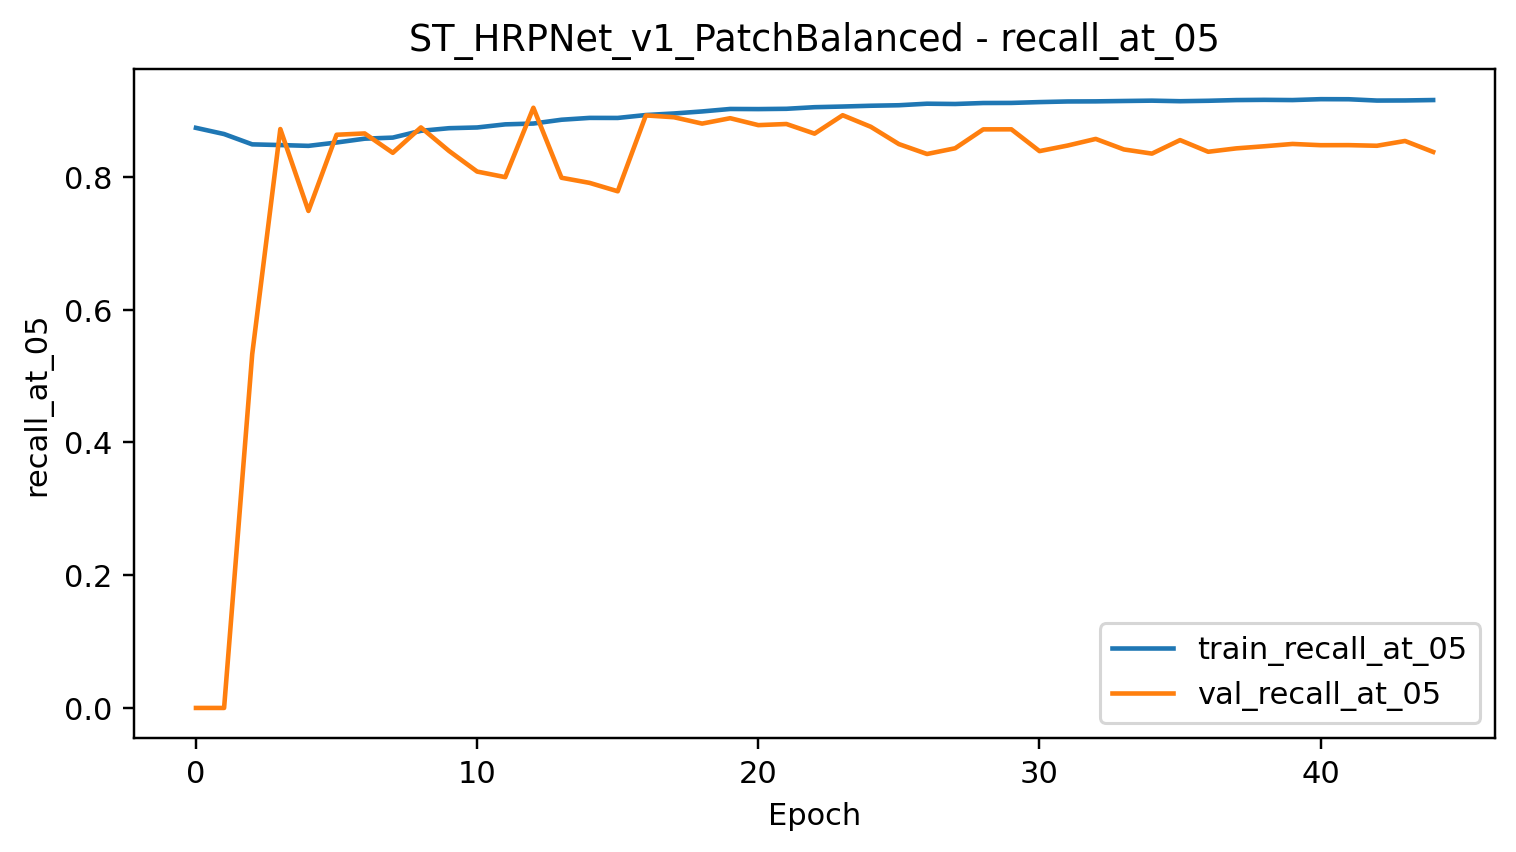 ST_HRPNet_v1_PatchBalanced - recall_at_05
recall_at_05
0.8
0.6
0.4
0.2
0.0
0 10 20 30 40
Epoch
train_recall_at_05
val_recall_at_05